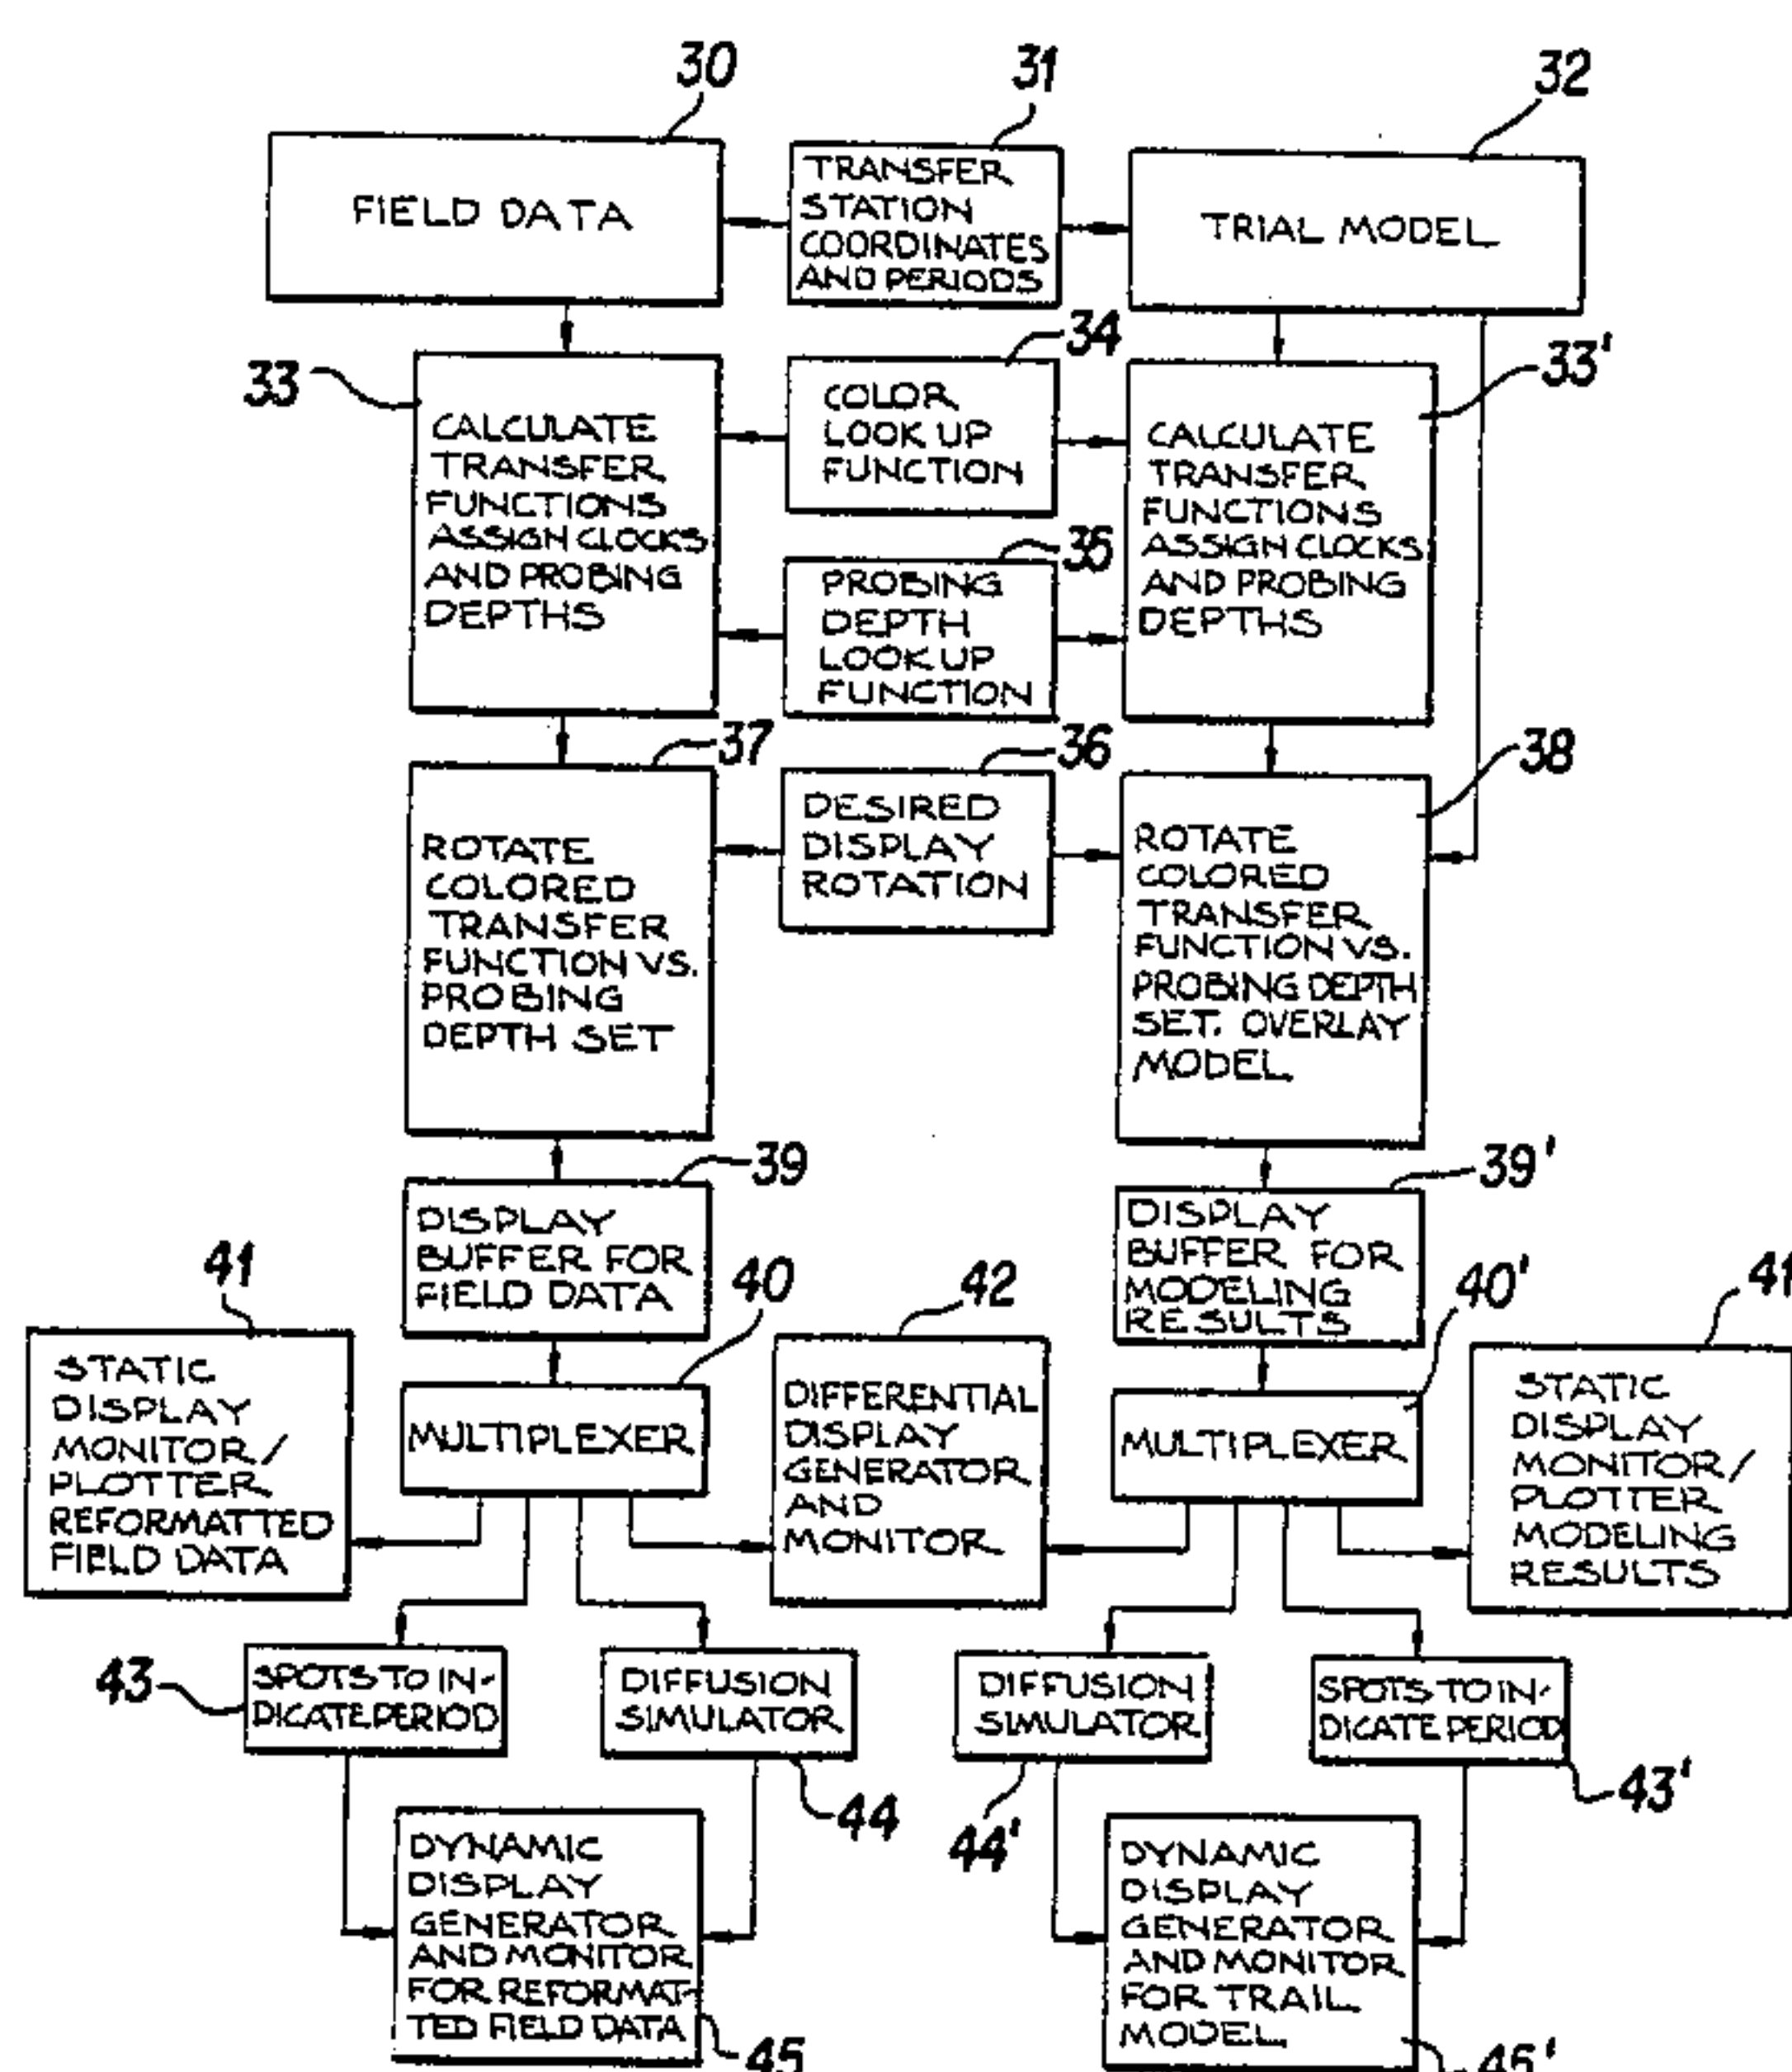 30
31
32
FIELD DATA
TRANSFER
STATION
COORDINATES
AND PERIODS
TRIAL MODEL
33
34
33'
CALCULATE
TRANSFER
FUNCTIONS
ASSIGN CLOCKS
AND PROBING
DEPTHS
COLOR
LOOK UP
FUNCTION
CALCULATE
TRANSFER
FUNCTIONS
ASSIGN CLOCKS
AND PROBING
DEPTHS
35
PROBING
DEPTH
LOOK UP
FUNCTION
37
36
38
ROTATE
COLORED
TRANSFER
FUNCTION VS.
PROBING
DEPTH SET
DESIRED
DISPLAY
ROTATION
ROTATE
COLORED
TRANSFER
FUNCTION VS.
PROBING DEPTH
SET. OVERLAY
MODEL
39
39'
DISPLAY
BUFFER FOR
FIELD DATA
DISPLAY
BUFFER FOR
MODELING
RESULTS
41
40
42
40'
41
STATIC
DISPLAY
MONITOR/
PLOTTER
REFORMATTED
FIELD DATA
MULTIPLEXER
DIFFERENTIAL
DISPLAY
GENERATOR
AND
MONITOR
MULTIPLEXER
STATIC
DISPLAY
MONITOR/
PLOTTER
MODELING
RESULTS
43
SPOTS TO IN-
DICATE PERIOD
DIFFUSION
SIMULATOR
DIFFUSION
SIMULATOR
SPOTS TO IN-
DICATE PERIOD
44
44'
43'
DYNAMIC
DISPLAY
GENERATOR
AND MONITOR
FOR REFORMAT-
TED FIELD DATA
DYNAMIC
DISPLAY
GENERATOR
AND MONITOR
FOR TRAIL
MODEL
45
45'